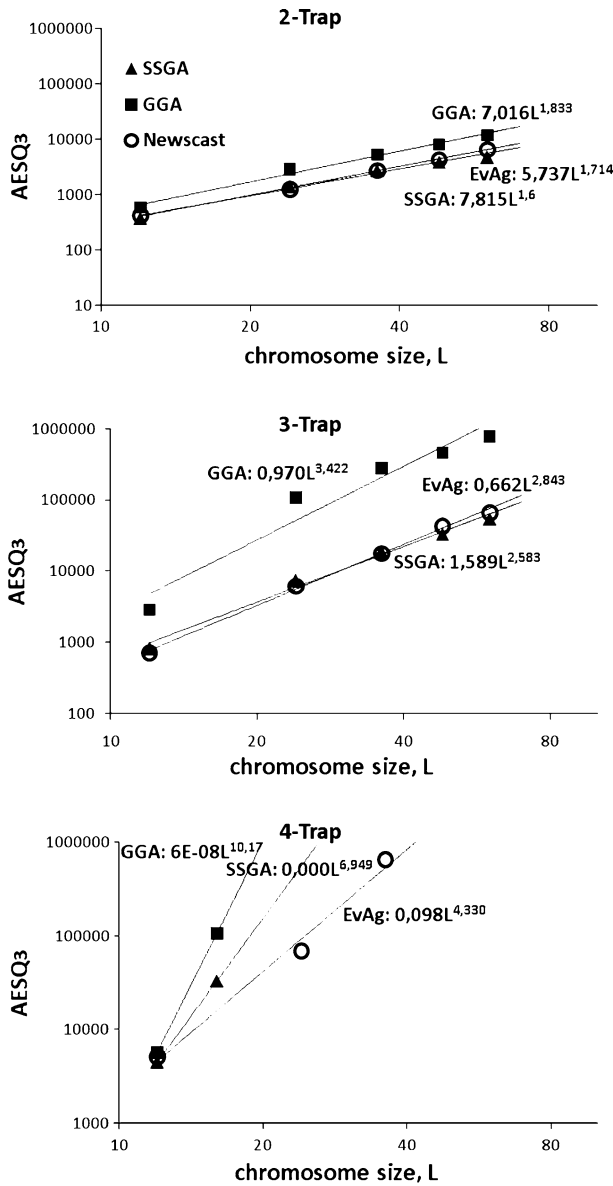 2-Trap
1000000
100000
10000
1000
100
10
AESQ3
SSGA
GGA
Newscast
GGA: 7,016L1,833
EvAg: 5,737L1,714
SSGA: 7,815L1,6
10 20 40 80
chromosome size, L
3-Trap
1000000
100000
10000
1000
100
AESQ3
GGA: 0,970L3,422
EvAg: 0,662L2,843
SSGA: 1,589L2,583
10 20 40 80
chromosome size, L
4-Trap
1000000
100000
10000
1000
AESQ3
GGA: 6E-08L10,17
SSGA: 0,000L6,949
EvAg: 0,098L4,330
10 20 40 80
chromosome size, L